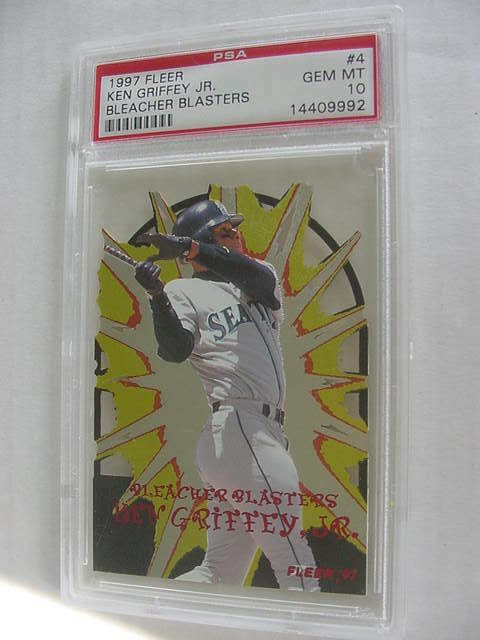 PSA
1997 FLEER #4
KEN GRIFFEY JR. GEM MT
BLEACHER BLASTERS 10
14409992
SEATT
BLEACHER BLASTERS
KEN GRIFFEY, JR.
FLEER '97